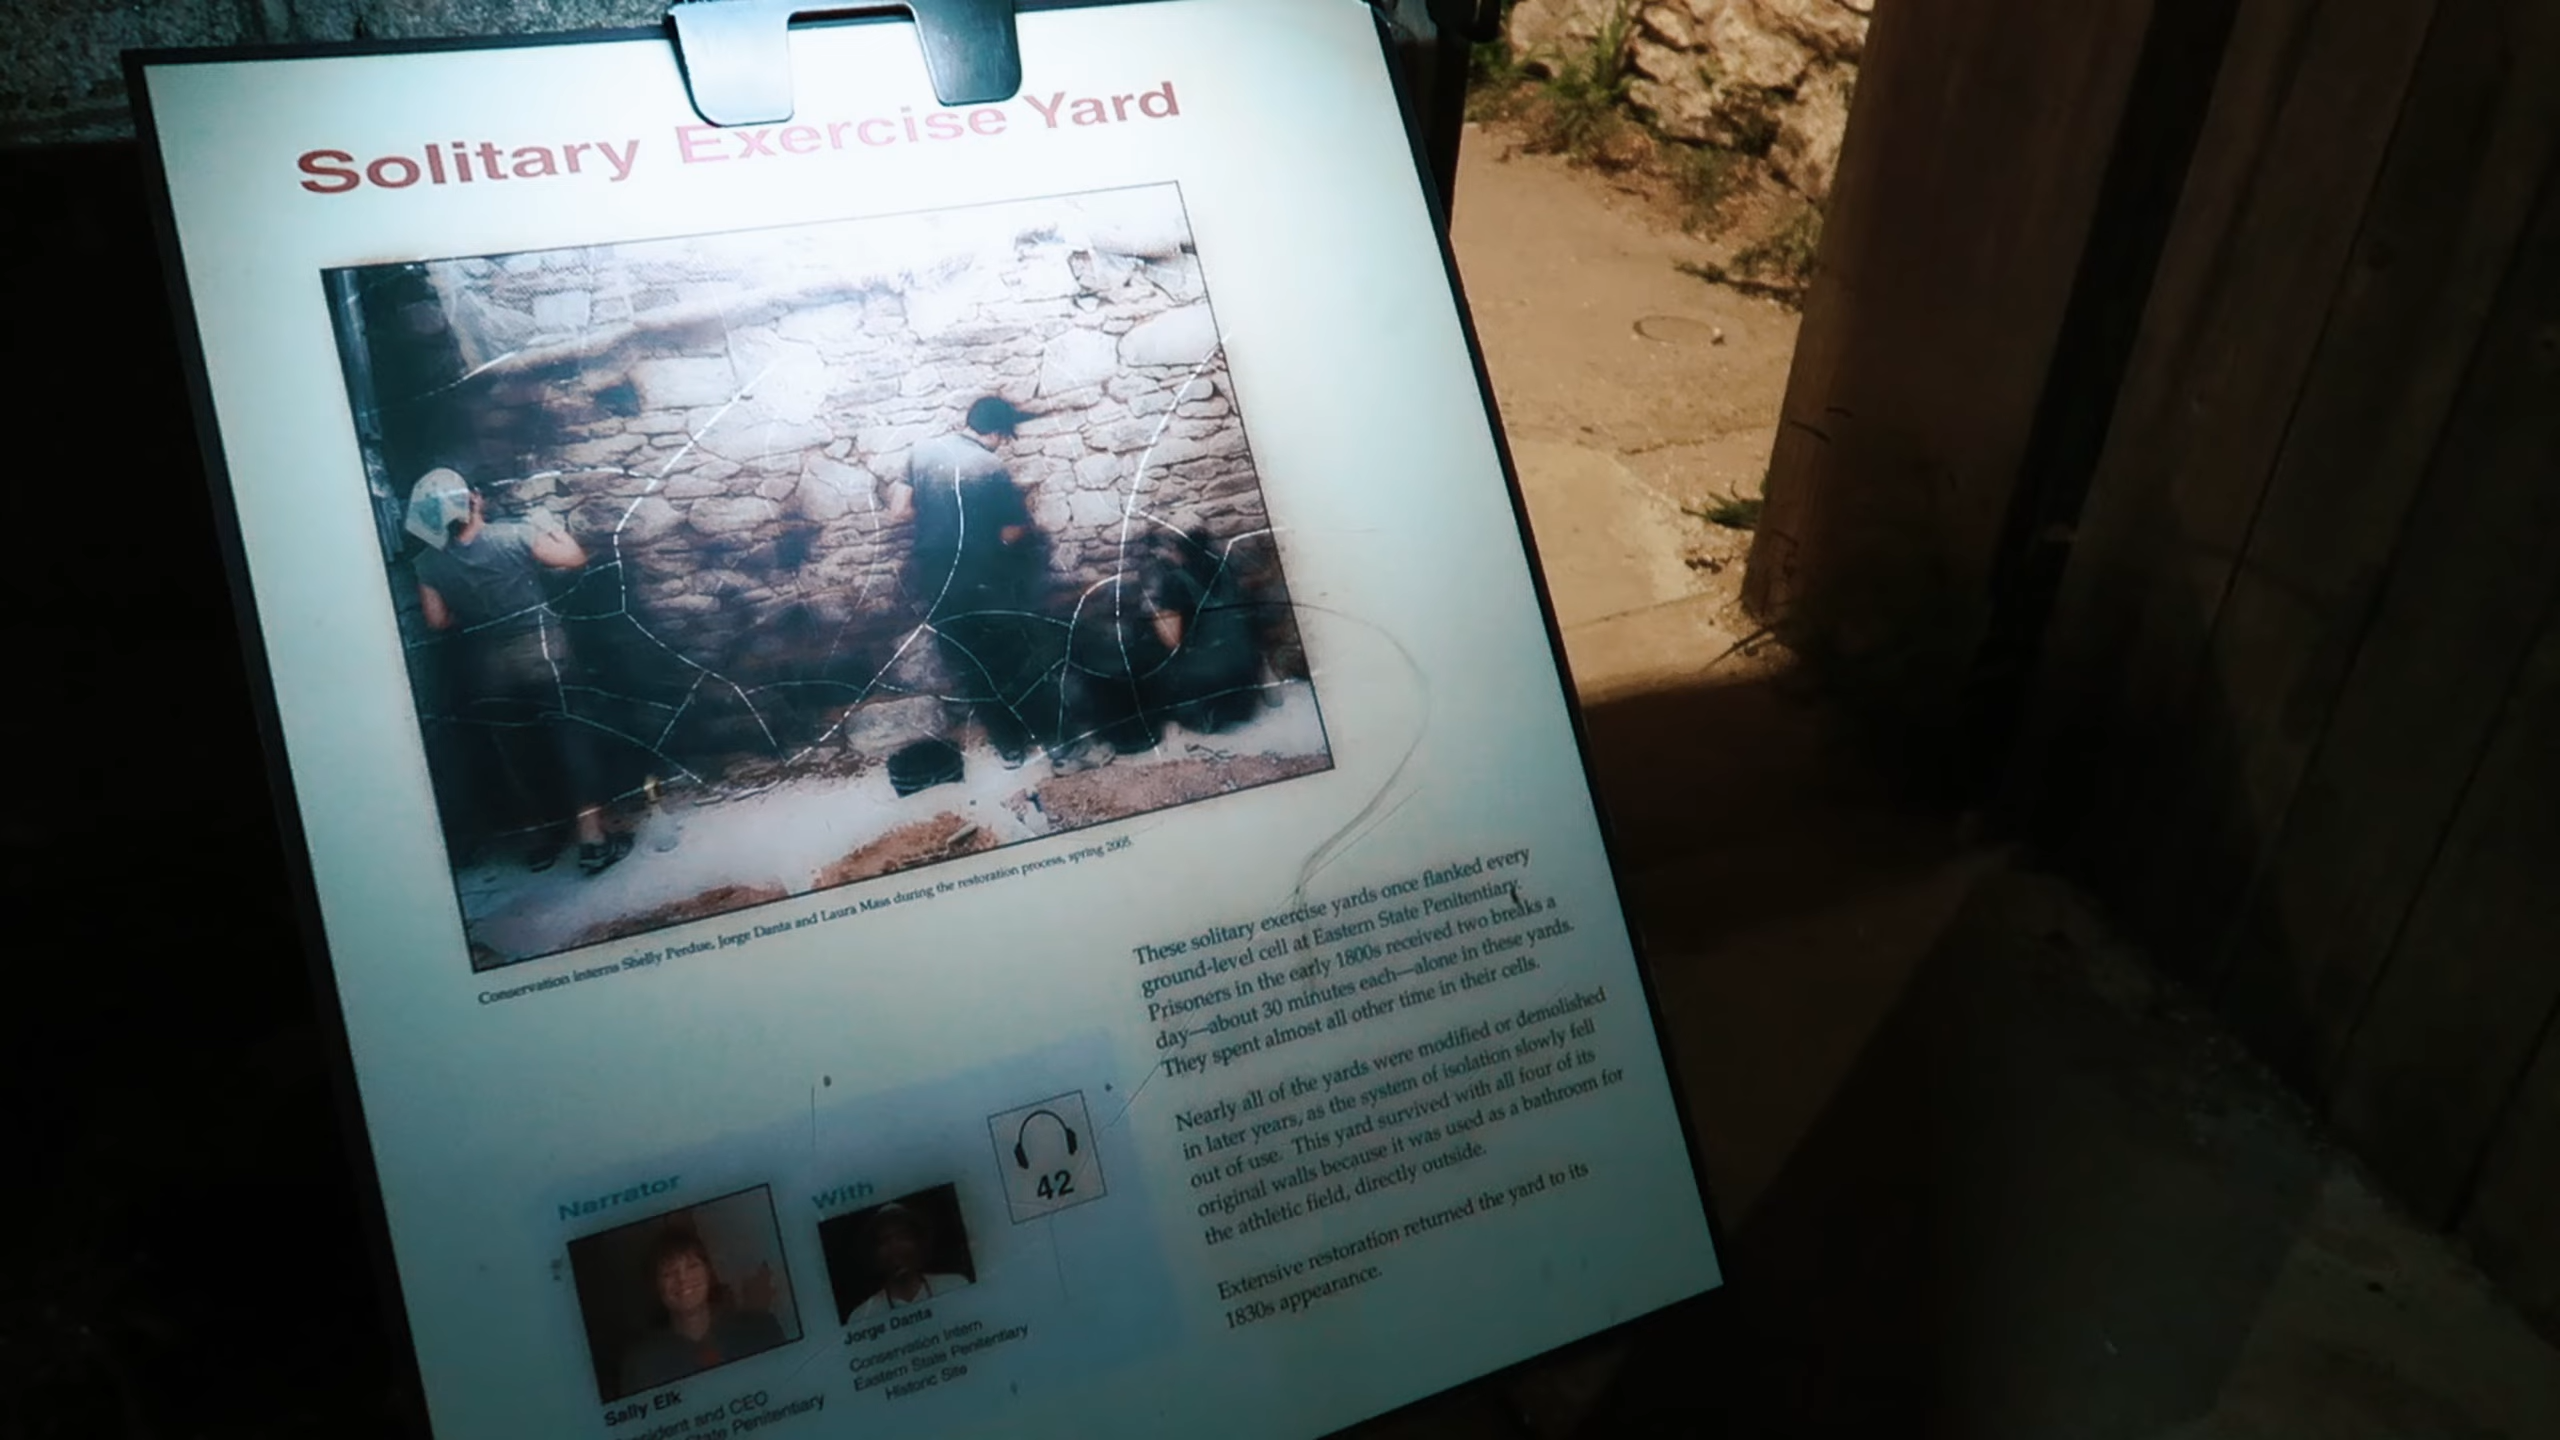 Solitary Exercise Yard
Conservation interns Shelly Perdue, Jorge Danta and Laura Mass during the restoration process, spring 2005.
These solitary exercise yards once flanked every
ground-level cell at Eastern State Penitentiary.
Prisoners in the early 1800s received two breaks a
day—about 30 minutes each—alone in these yards.
They spent almost all other time in their cells.
Nearly all of the yards were modified or demolished
in later years, as the system of isolation slowly fell
out of use. This yard survived with all four of its
original walls because it was used as a bathroom for
the athletic field, directly outside.
Extensive restoration returned the yard to its
1830s appearance.
42
Narrator
Sally Elk
and CEO
State Penitentiary
With
Jorge Danta
Conservation Intern
Eastern State Penitentiary
Historic Site